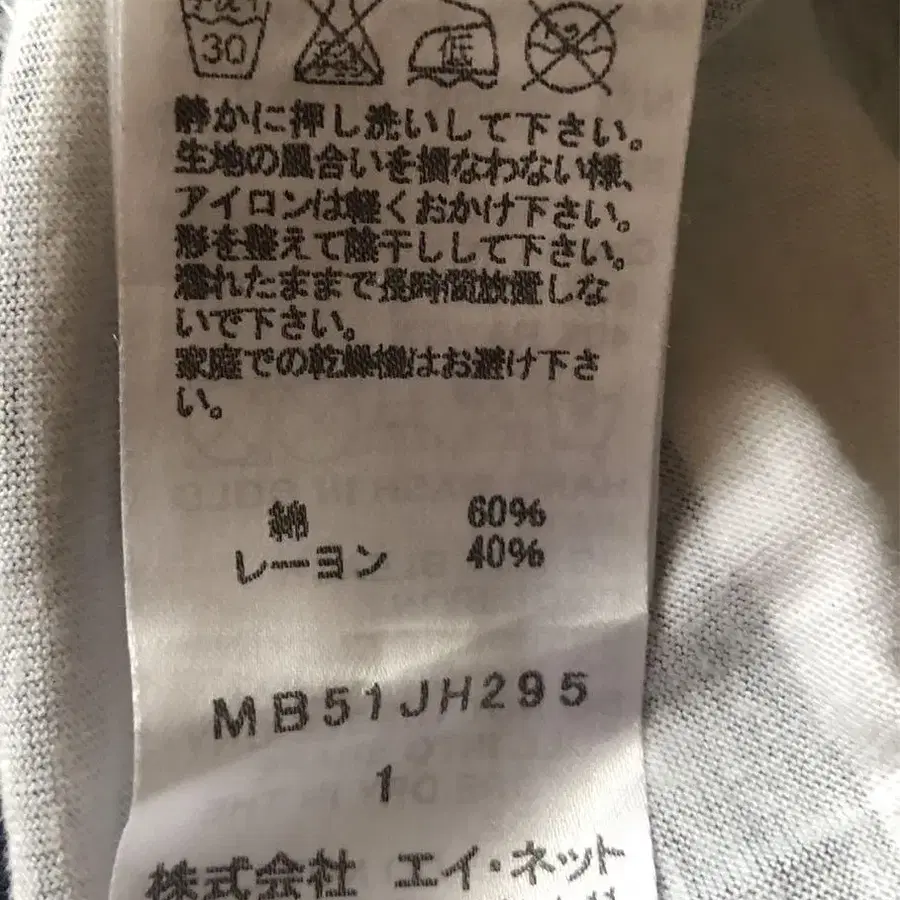 30
低
静かに押し洗いして下さい。
生地の風合いを損なわない様、
アイロンは軽くおかけ下さい。
形を整えて陰干しして下さい。
濡れたままで長時間放置しな
いで下さい。
家庭での乾燥機はお避け下さ
い。
綿 60%
レーヨン 40%
MB51JH295
1
株式会社 エイ・ネット